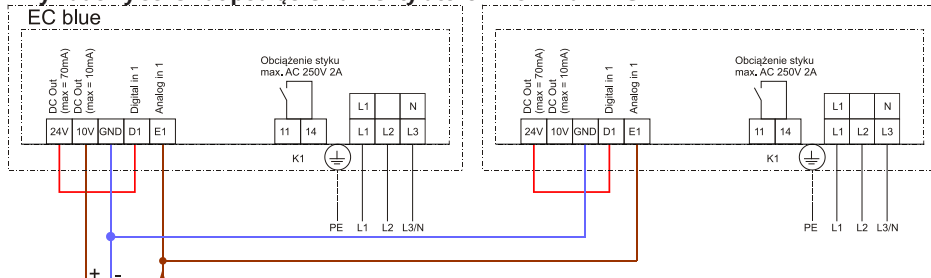 EC blue
DC Out
(max = 70mA)
DC Out
(max = 10mA)
Digital in 1
Analog in 1
Obciążenie styku
max. AC 250V 2A
L1 N
24V 10V GND D1 E1 11 14 L1 L2 L3
K1
PE L1 L2 L3/N
+ -
DC Out
(max = 70mA)
DC Out
(max = 10mA)
Digital in 1
Analog in 1
Obciążenie styku
max. AC 250V 2A
L1 N
24V 10V GND D1 E1 11 14 L1 L2 L3
K1
PE L1 L2 L3/N